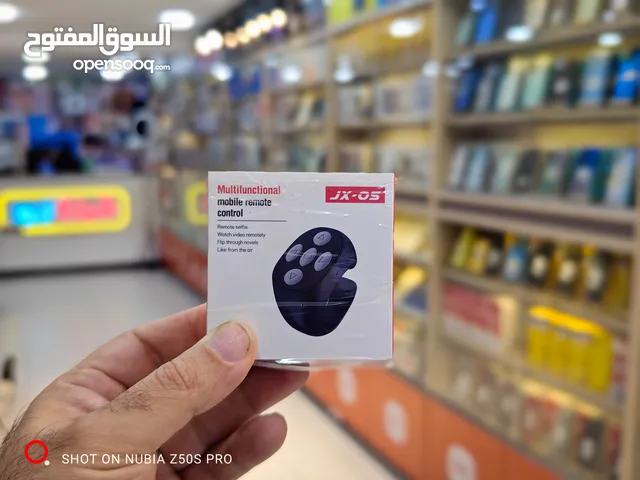 السوق المفتوح
opensooq.com
Multifunctional
mobile remote
control
JX-05
Remote selfie
Watch video remotely
Flip through novels
Like from the air
SHOT ON NUBIA Z50S PRO